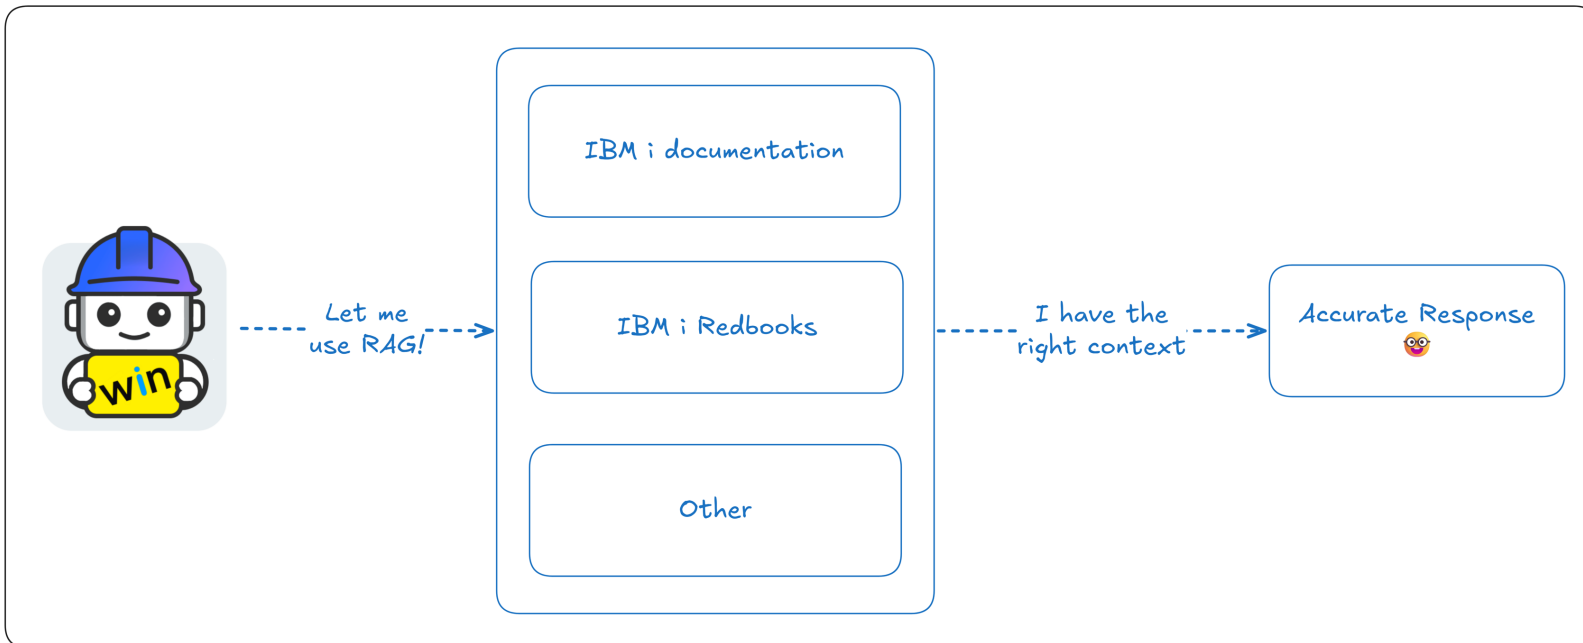 win
Let me
use RAG!
IBM i documentation
IBM i Redbooks
Other
I have the
right context
Accurate Response